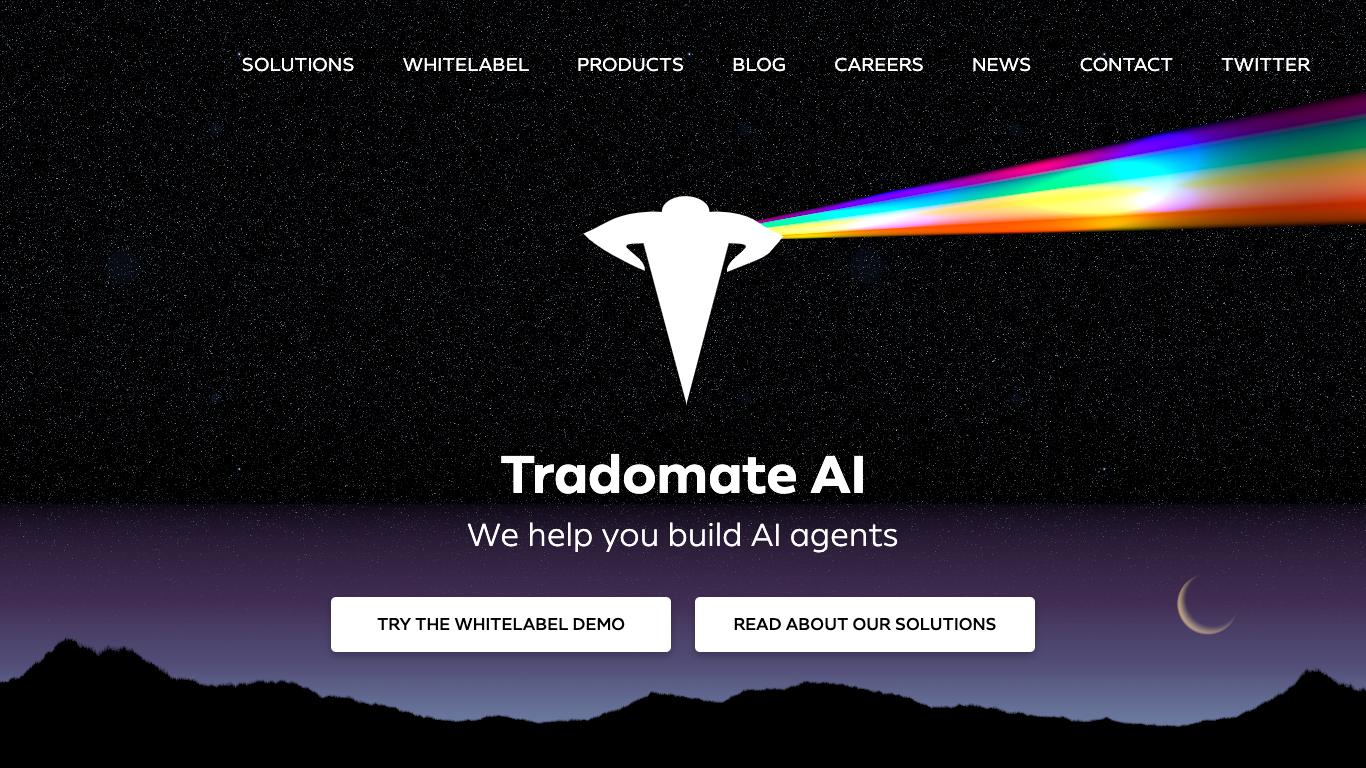 SOLUTIONS WHITELABEL PRODUCTS BLOG CAREERS NEWS CONTACT TWITTER
Tradomate AI
We help you build AI agents
TRY THE WHITELABEL DEMO READ ABOUT OUR SOLUTIONS